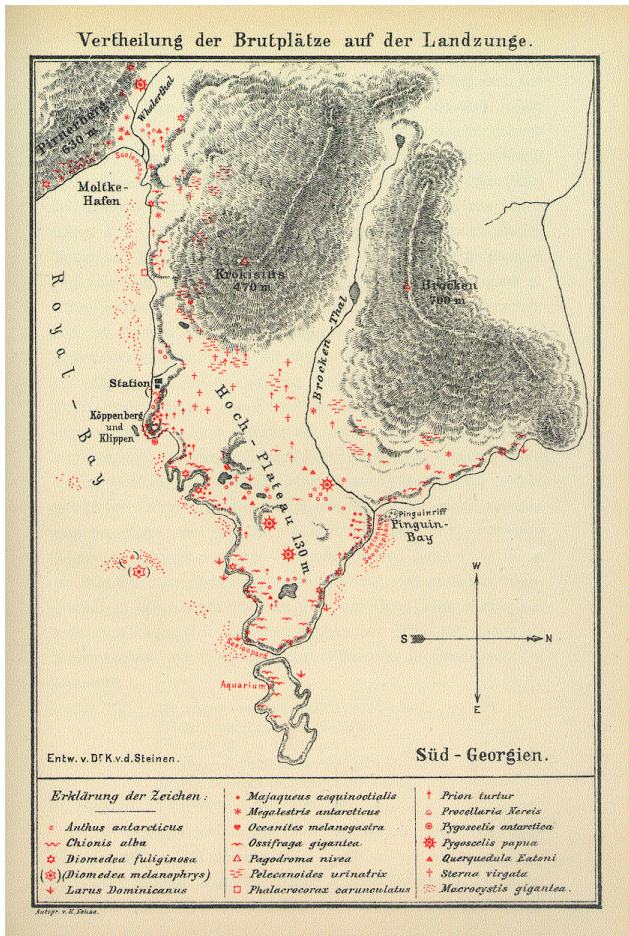 Vertheilung der Brutplätze auf der Landzunge.
Pirnerberg
630 m
Whalerthal
Seeleopard
Moltke-
Hafen
Royal-Bay
Krokisius
470 m
Brocken
700 m
Brocken Thal
Station
Köppenberg
und
Klippen
Hoch-Plateau 130 m
Pinguinriff
Pinguin-
Bay
W
S
N
E
Seeleopard
Aquarium
Entw. v. Dr K. v. d. Steinen.
Süd-Georgien.
Erklärung der Zeichen:
Anthus antarcticus
Chionis alba
Diomedea fuliginosa
(Diomedea melanophrys)
Larus Dominicanus
Majaqueus aequinoctialis
Megalestris antarcticus
Oceanites melanogastra
Ossifraga gigantea
Pagodroma nivea
Pelecanoides urinatrix
Phalacrocorax carunculatus
Prion turtur
Procellaria Nereis
Pygoscelis antarctica
Pygoscelis papua
Querquedula Eatoni
Sterna virgata
Macrocystis gigantea.